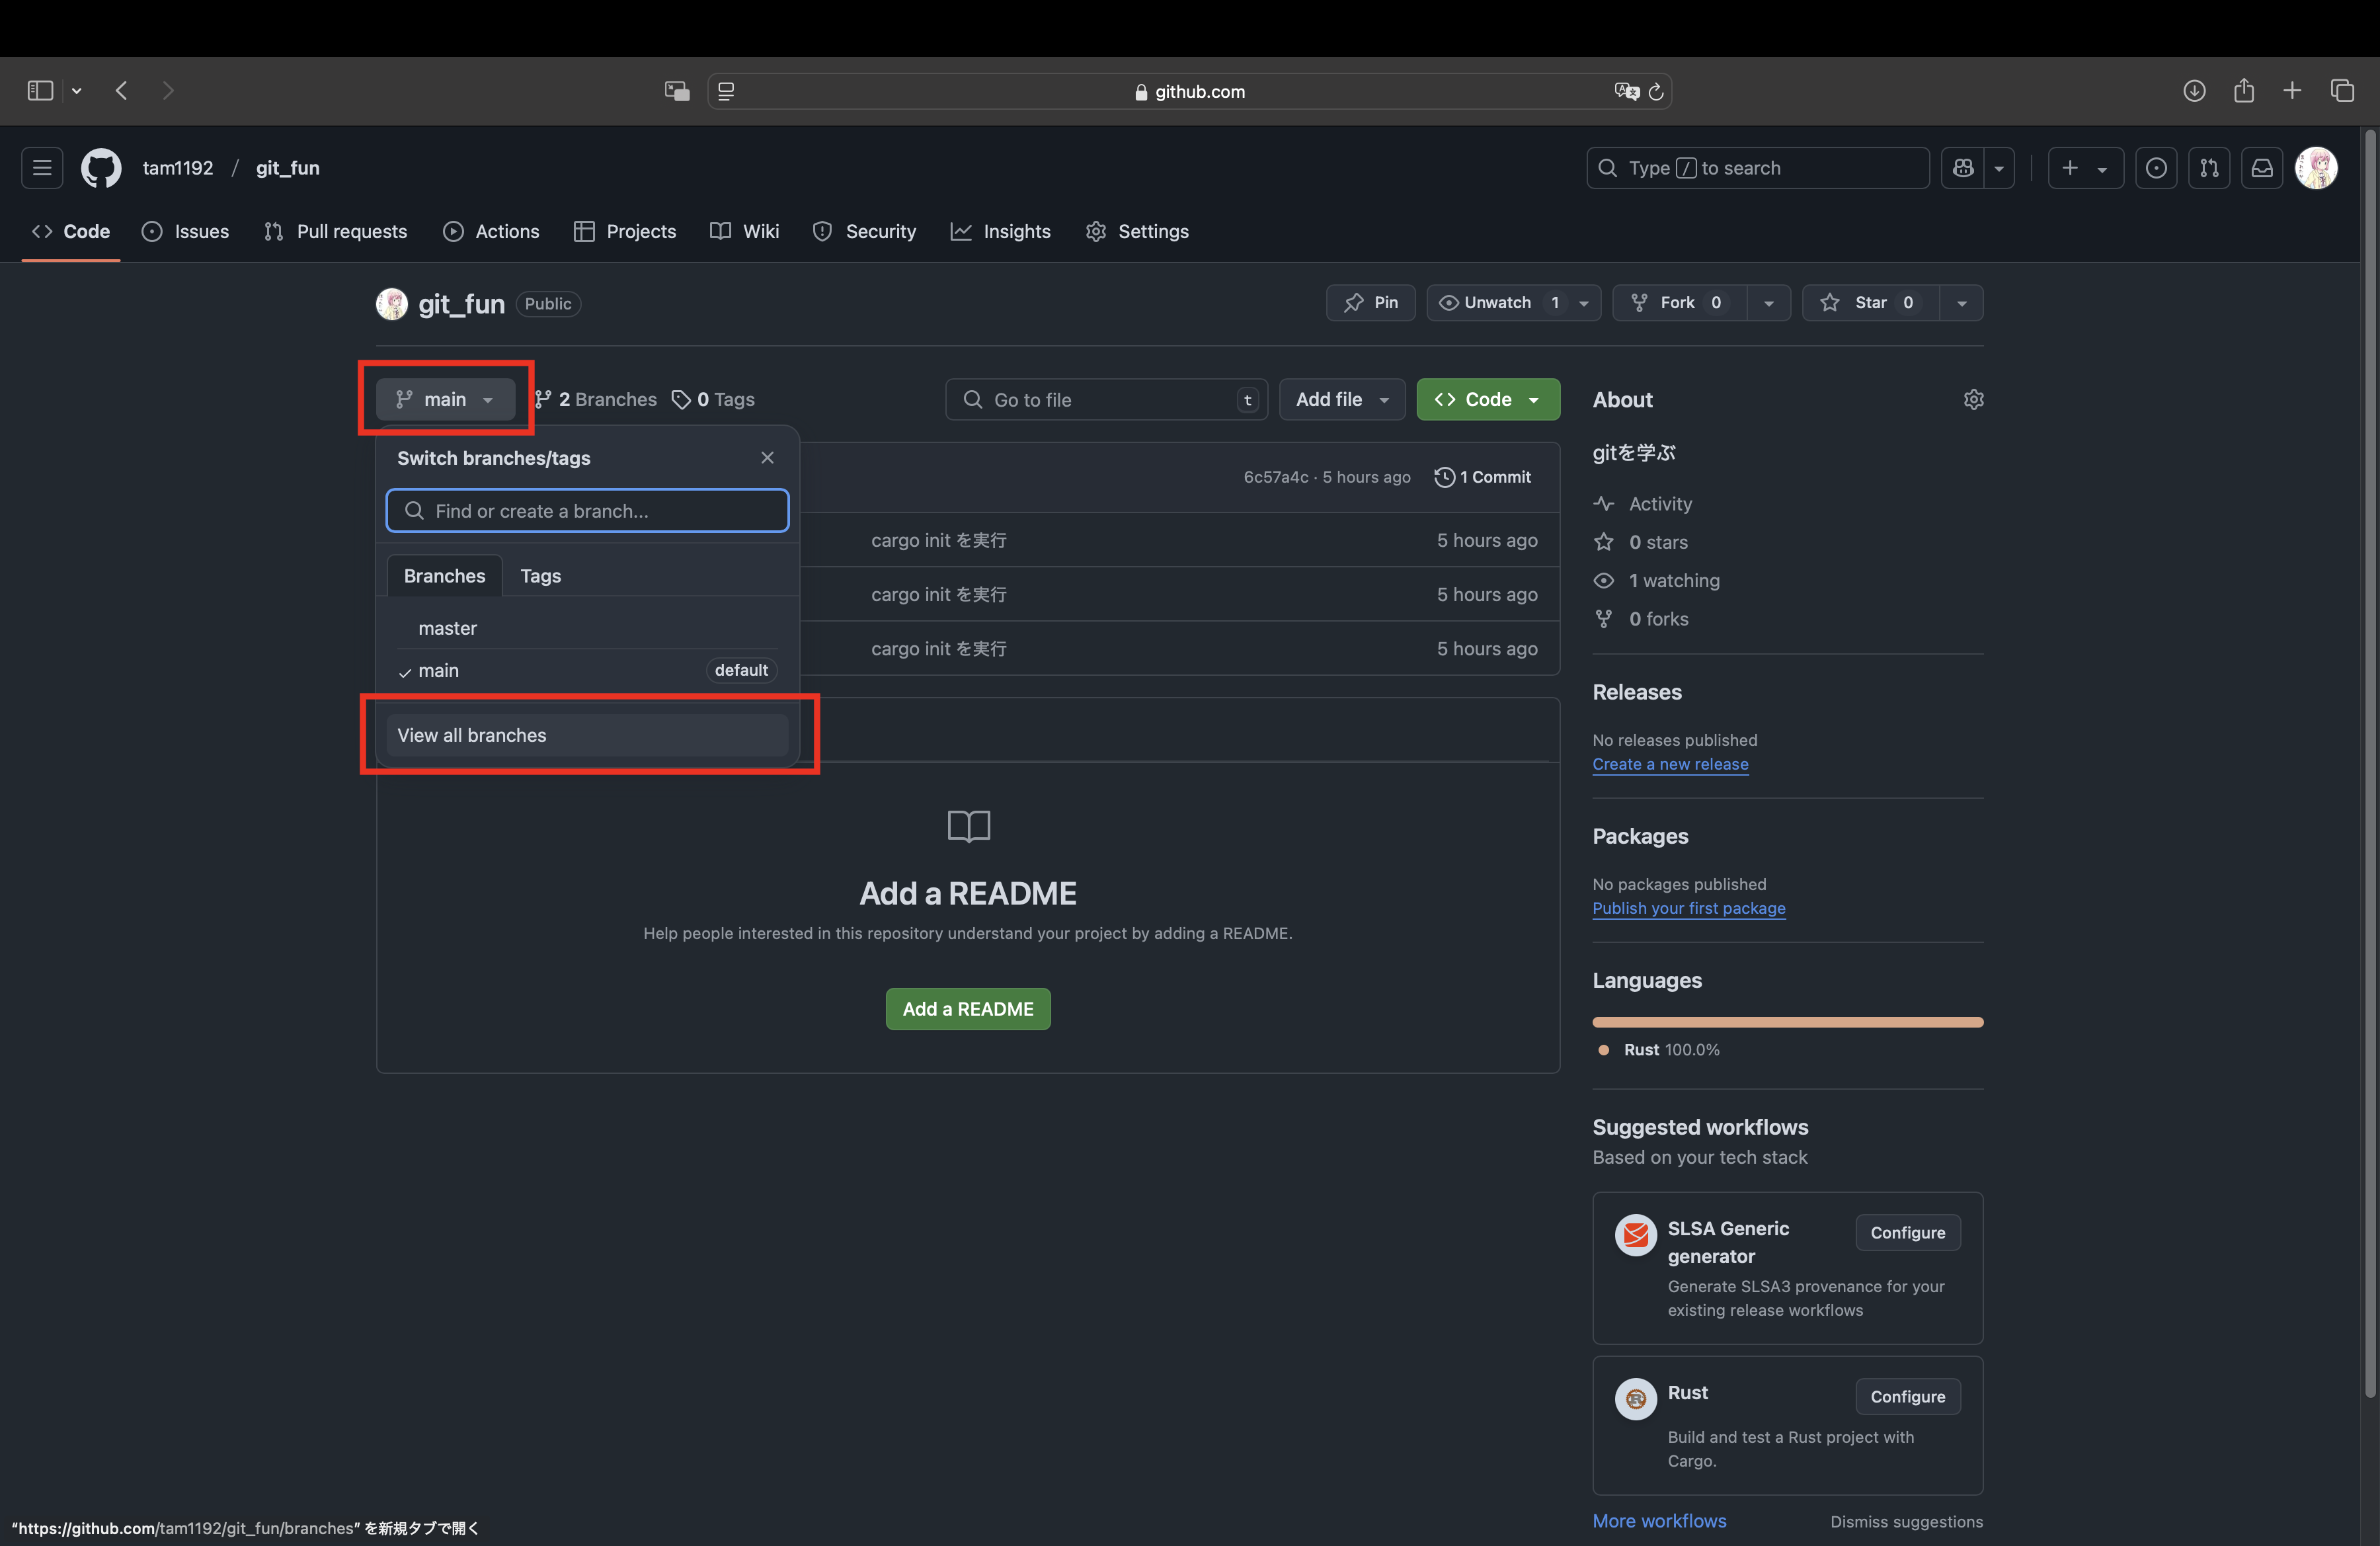 github.com
tam1192 / git_fun
Type / to search
Code Issues Pull requests Actions Projects Wiki Security Insights Settings
git_fun Public
Pin Unwatch 1 Fork 0 Star 0
main 2 Branches 0 Tags Go to file t Add file Code
Switch branches/tags
Find or create a branch...
Branches Tags
master
main default
View all branches
6c57a4c · 5 hours ago 1 Commit
cargo init を実行 5 hours ago
cargo init を実行 5 hours ago
cargo init を実行 5 hours ago
Add a README
Help people interested in this repository understand your project by adding a README.
Add a README
About
gitを学ぶ
Activity
0 stars
1 watching
0 forks
Releases
No releases published
Create a new release
Packages
No packages published
Publish your first package
Languages
Rust 100.0%
Suggested workflows
Based on your tech stack
SLSA Generic
generator
Configure
Generate SLSA3 provenance for your
existing release workflows
Rust
Configure
Build and test a Rust project with
Cargo.
More workflows Dismiss suggestions
"https://github.com/tam1192/git_fun/branches" を新規タブで開く